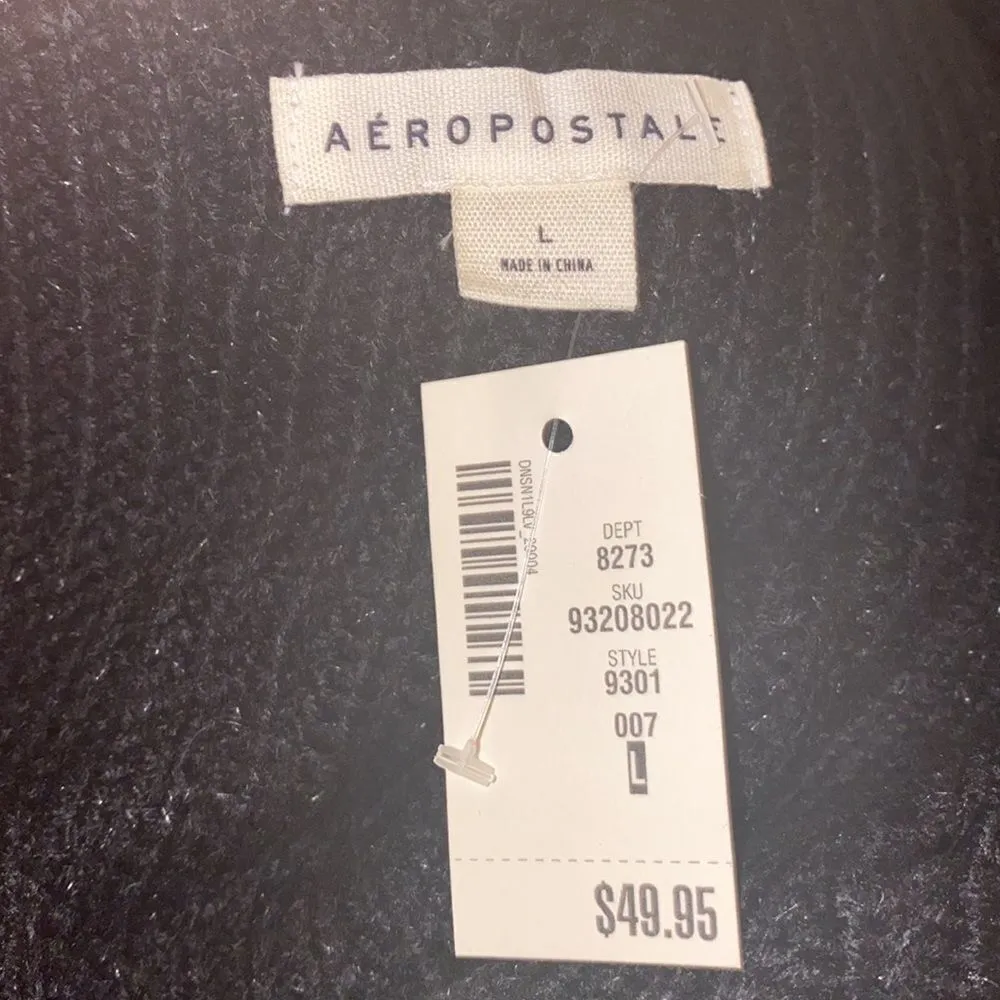 AÉROPOSTALE
L
MADE IN CHINA
DEPT
8273
SKU
93208022
STYLE
9301
007
L
$49.95